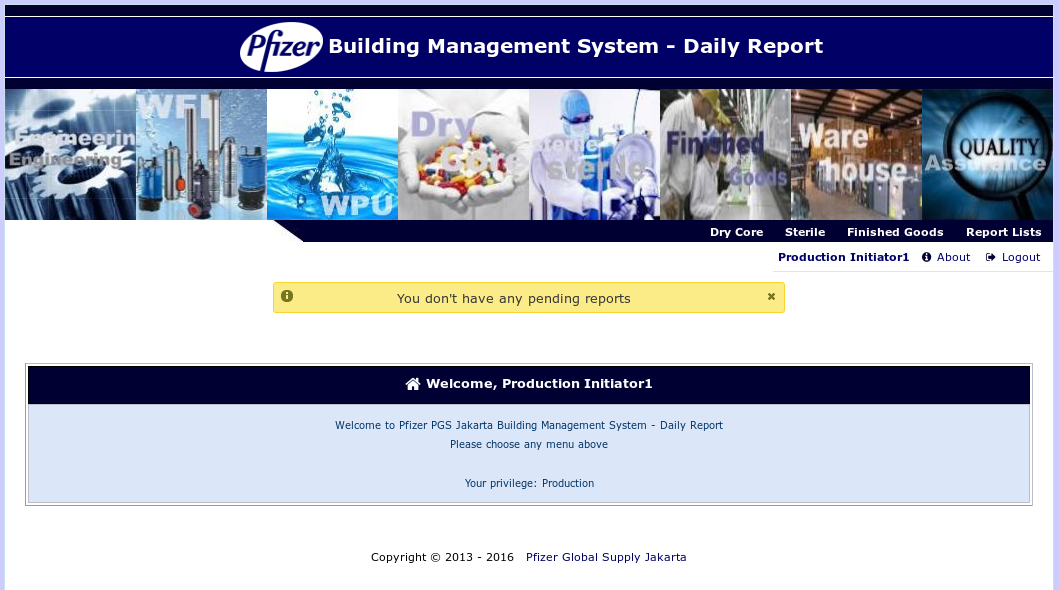 Pfizer Building Management System - Daily Report
Engineering
Engineering
WFI
WPU
Dry
Core
sterile
Finished
Goods
Ware
house
QUALITY
Assurance
Dry Core Sterile Finished Goods Report Lists
Production Initiator1 About Logout
You don't have any pending reports
Welcome, Production Initiator1
Welcome to Pfizer PGS Jakarta Building Management System - Daily Report
Please choose any menu above
Your privilege: Production
Copyright © 2013 - 2016 Pfizer Global Supply Jakarta